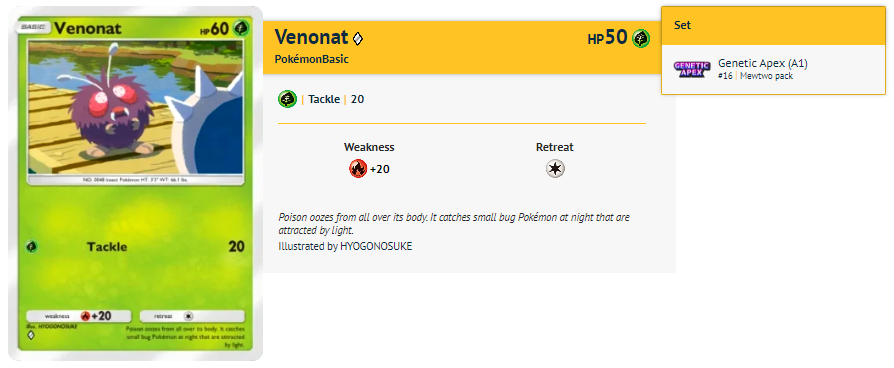 BASIC Venonat HP60
NO. 0048 Insect Pokémon HT: 3'3" WT: 66.1 lbs.
Tackle 20
weakness +20 retreat
Illus. HYOGONOSUKE
Poison oozes from all over its body. It catches
small bug Pokémon at night that are attracted
by light.
Venonat HP50
PokémonBasic
| Tackle | 20
Weakness Retreat
+20
Poison oozes from all over its body. It catches small bug Pokémon at night that are
attracted by light.
Illustrated by HYOGONOSUKE
Set
GENETIC
APEX
Genetic Apex (A1)
#16 | Mewtwo pack